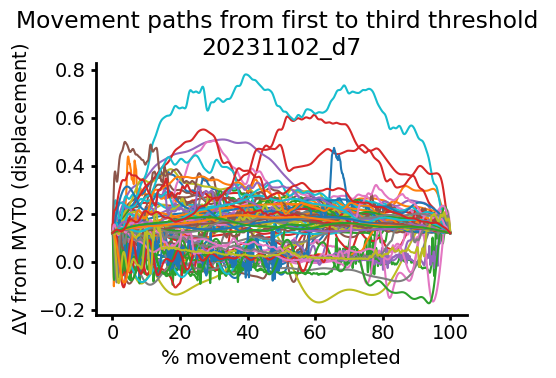 Movement paths from first to third threshold
20231102_d7
ΔV from MVT0 (displacement)
0.8
0.6
0.4
0.2
0.0
−0.2
0 20 40 60 80 100
% movement completed